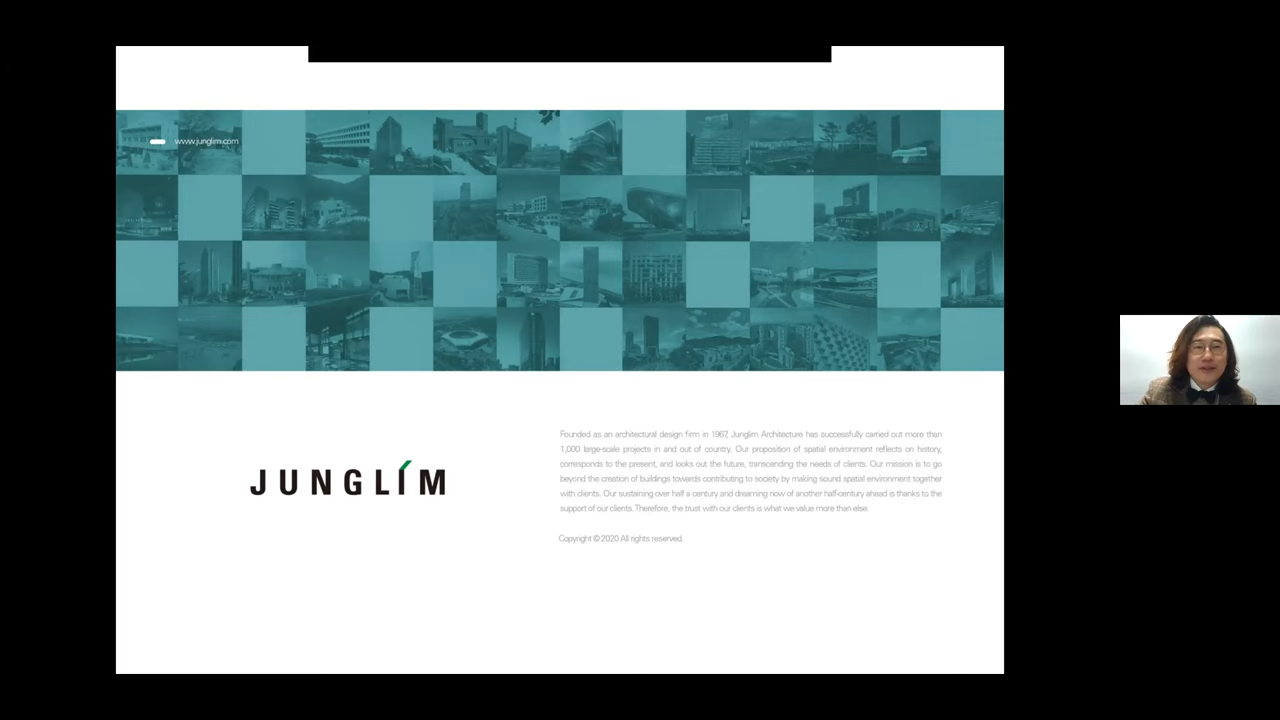 www.junglim.com
JUNGLIM
Founded as an architectural design firm in 1967, Junglim Architecture has successfully carried out more than
1,000 large-scale projects in and out of country. Our proposition of spatial environment reflects on history,
corresponds to the present, and looks out the future, transcending the needs of clients. Our mission is to go
beyond the creation of buildings towards contributing to society by making sound spatial environment together
with clients. Our sustaining over half a century and dreaming now of another half-century ahead is thanks to the
support of our clients. Therefore, the trust with our clients is what we value more than else.
Copyright © 2020 All rights reserved.